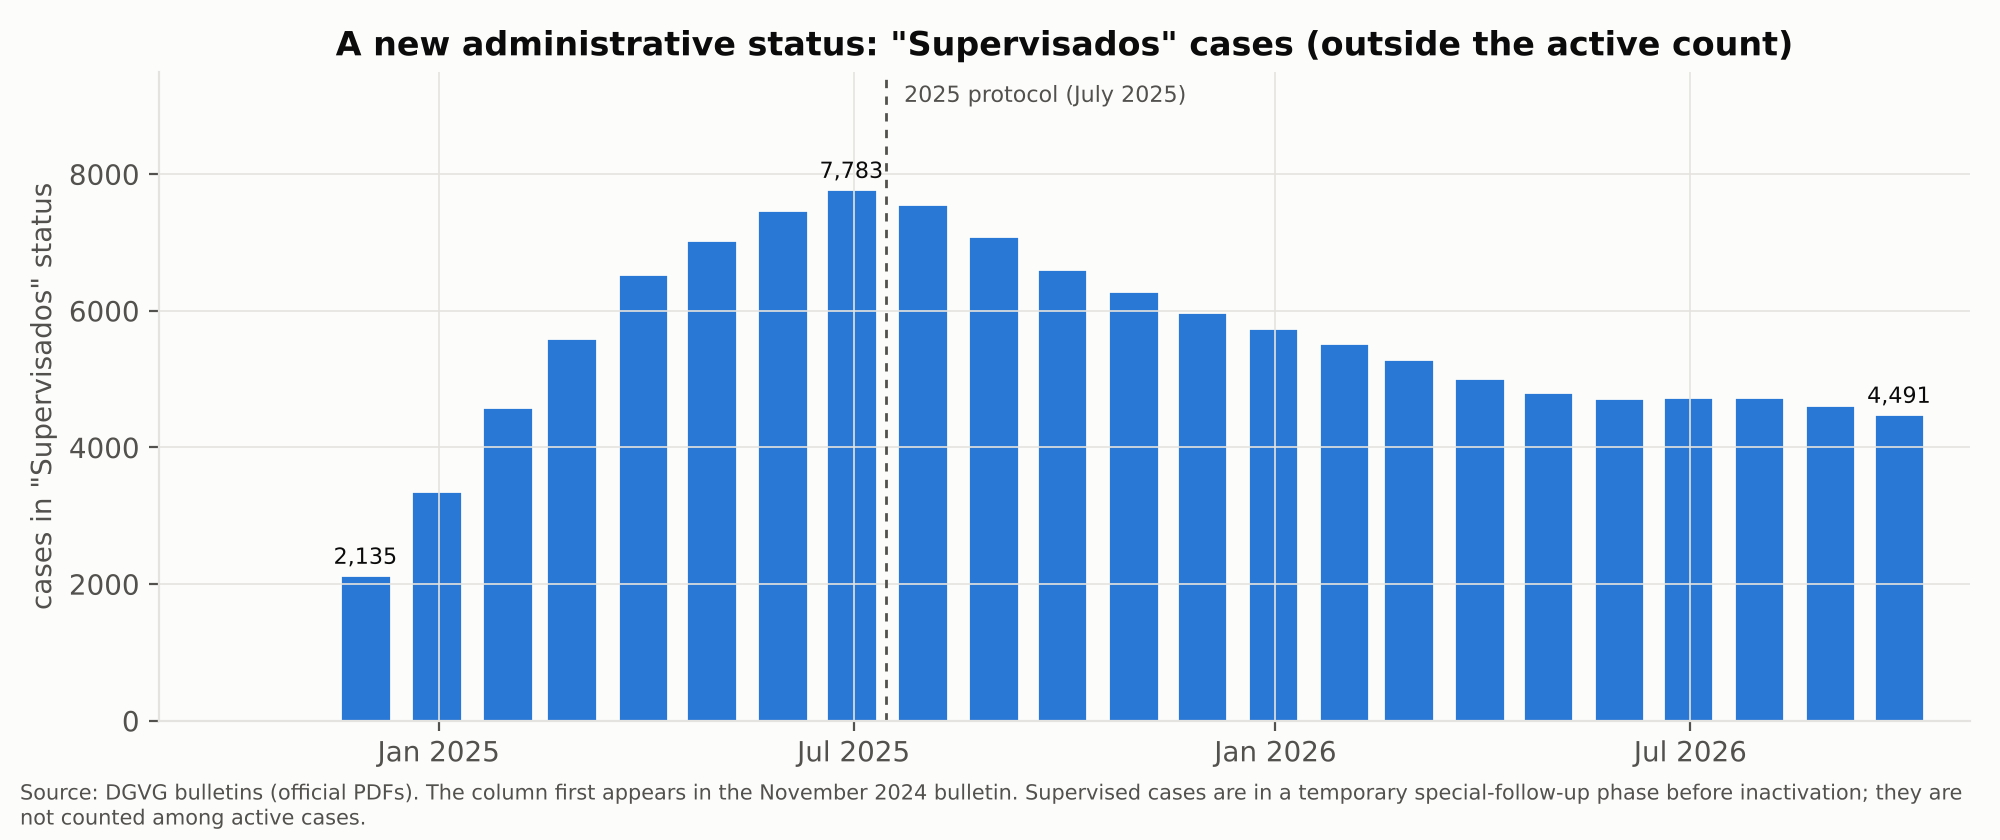 A new administrative status: "Supervisados" cases (outside the active count)
2025 protocol (July 2025)
cases in "Supervisados" status
8000
6000
4000
2000
0
2,135
7,783
4,491
Jan 2025
Jul 2025
Jan 2026
Jul 2026
Source: DGVG bulletins (official PDFs). The column first appears in the November 2024 bulletin. Supervised cases are in a temporary special-follow-up phase before inactivation; they are
not counted among active cases.